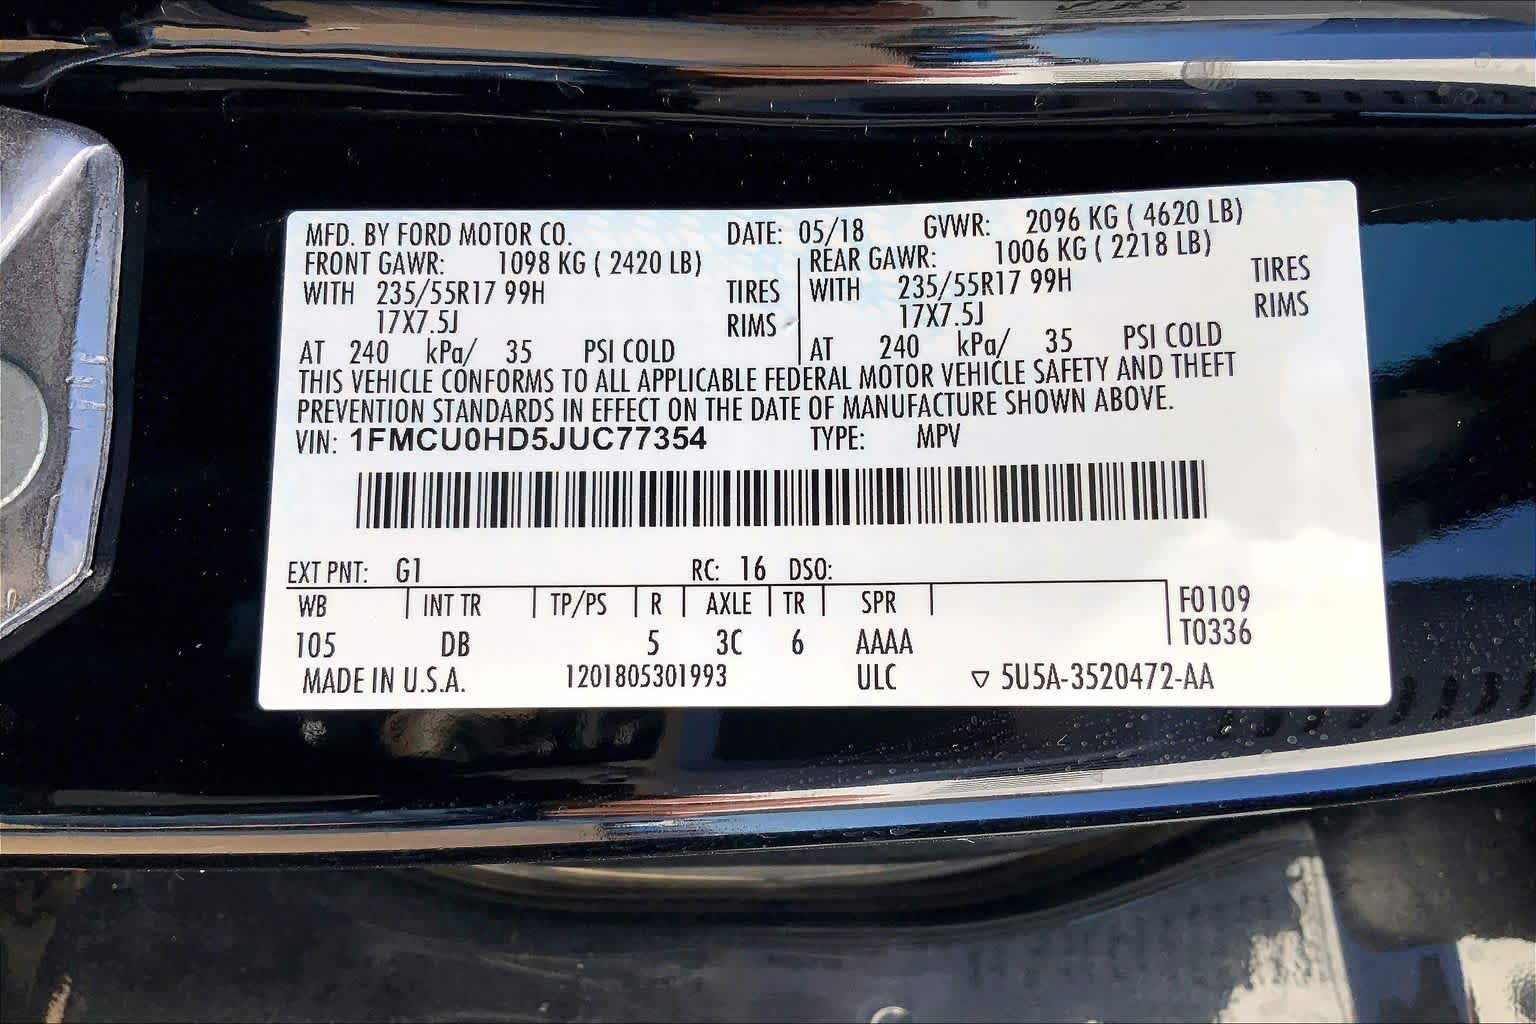 MFD. BY FORD MOTOR CO. DATE: 05/18 GVWR: 2096 KG ( 4620 LB)
FRONT GAWR: 1098 KG ( 2420 LB) REAR GAWR: 1006 KG ( 2218 LB)
WITH 235/55R17 99H TIRES WITH 235/55R17 99H TIRES
17X7.5J RIMS 17X7.5J RIMS
AT 240 kPa/ 35 PSI COLD AT 240 kPa/ 35 PSI COLD
THIS VEHICLE CONFORMS TO ALL APPLICABLE FEDERAL MOTOR VEHICLE SAFETY AND THEFT
PREVENTION STANDARDS IN EFFECT ON THE DATE OF MANUFACTURE SHOWN ABOVE.
VIN: 1FMCU0HD5JUC77354 TYPE: MPV
EXT PNT: G1 RC: 16 DSO:
WB INT TR TP/PS R AXLE TR SPR F0109
105 DB 5 3C 6 AAAA T0336
MADE IN U.S.A. 1201805301993 ULC ▽ 5U5A-3520472-AA